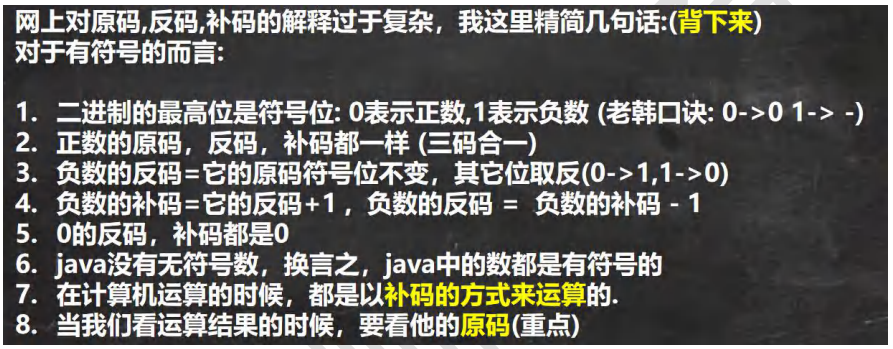 网上对原码,反码,补码的解释过于复杂，我这里精简几句话:(背下来)
对于有符号的而言:
1. 二进制的最高位是符号位: 0表示正数,1表示负数 (老韩口诀: 0->0 1-> -)
2. 正数的原码，反码，补码都一样 (三码合一)
3. 负数的反码=它的原码符号位不变，其它位取反(0->1,1->0)
4. 负数的补码=它的反码+1 ，负数的反码 = 负数的补码 - 1
5. 0的反码，补码都是0
6. java没有无符号数，换言之，java中的数都是有符号的
7. 在计算机运算的时候，都是以补码的方式来运算的.
8. 当我们看运算结果的时候，要看他的原码(重点)